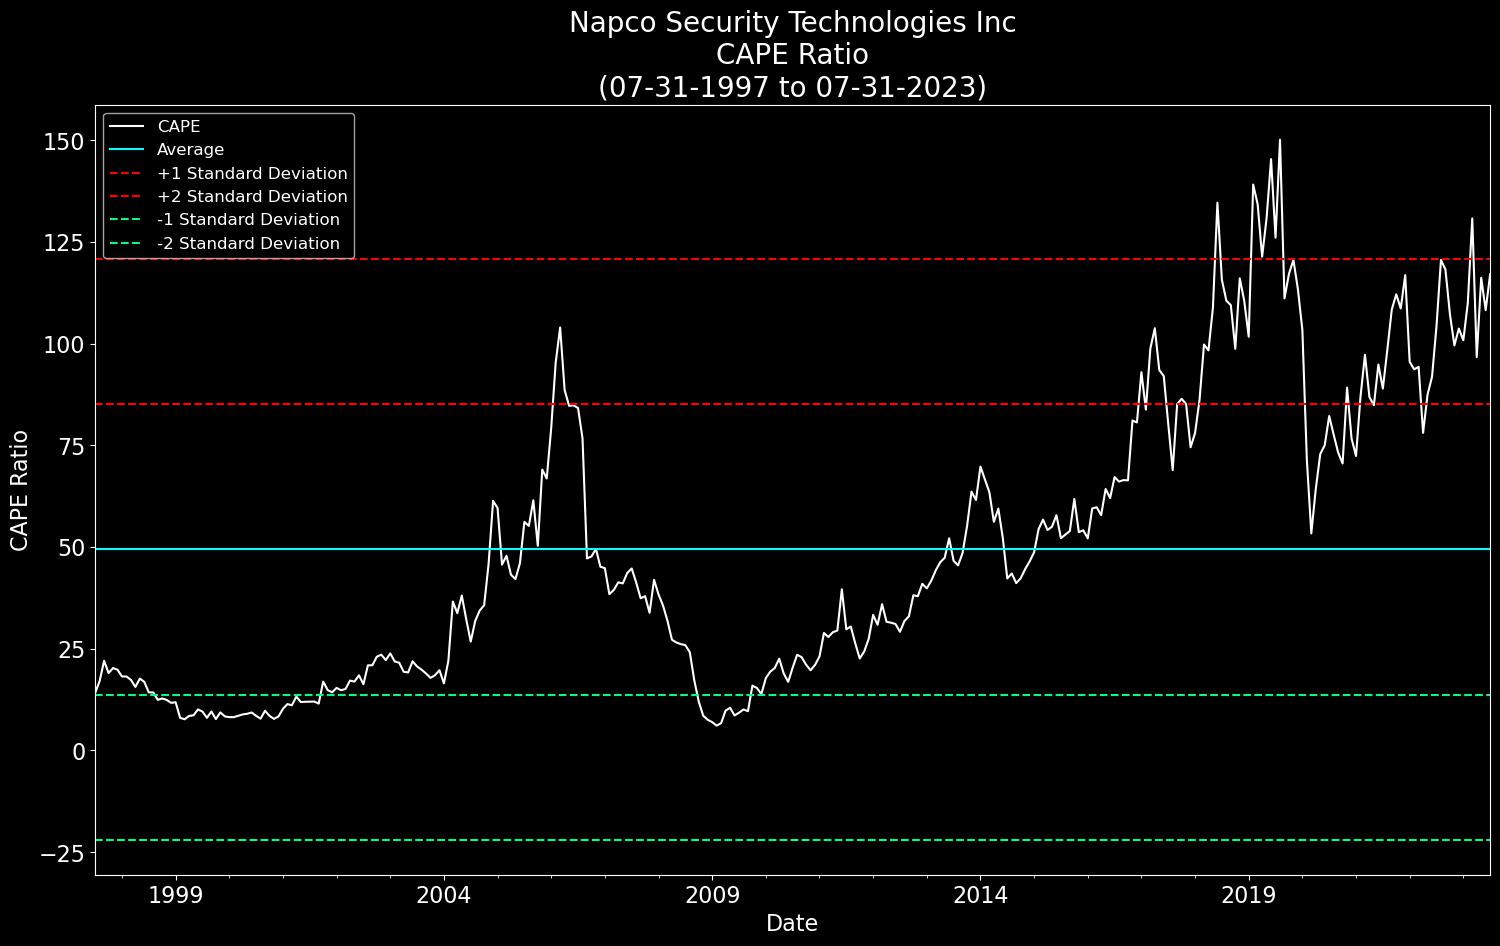 Napco Security Technologies Inc
CAPE Ratio
(07-31-1997 to 07-31-2023)
CAPE
Average
+1 Standard Deviation
+2 Standard Deviation
-1 Standard Deviation
-2 Standard Deviation
150
125
100
75
50
25
0
−25
CAPE Ratio
1999 2004 2009 2014 2019
Date